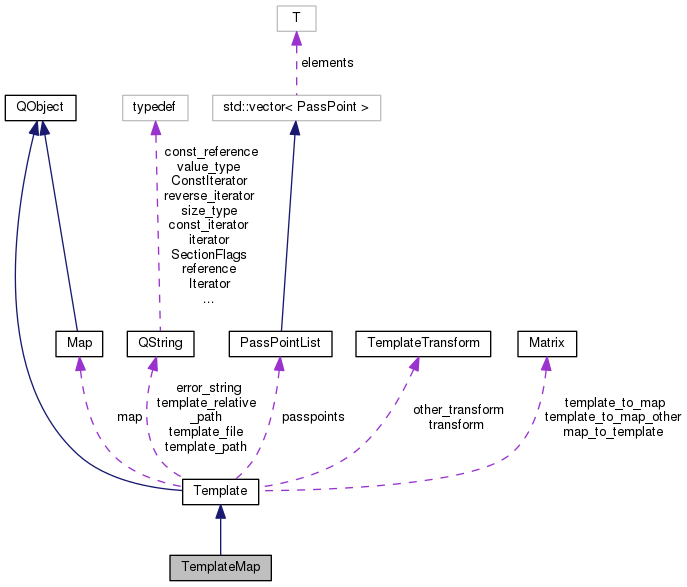 T
elements
QObject
typedef
std::vector< PassPoint >
const_reference
value_type
ConstIterator
reverse_iterator
size_type
const_iterator
iterator
SectionFlags
reference
Iterator
...
Map
QString
PassPointList
TemplateTransform
Matrix
map
error_string
template_relative
_path
template_file
template_path
passpoints
other_transform
transform
template_to_map
template_to_map_other
map_to_template
Template
TemplateMap